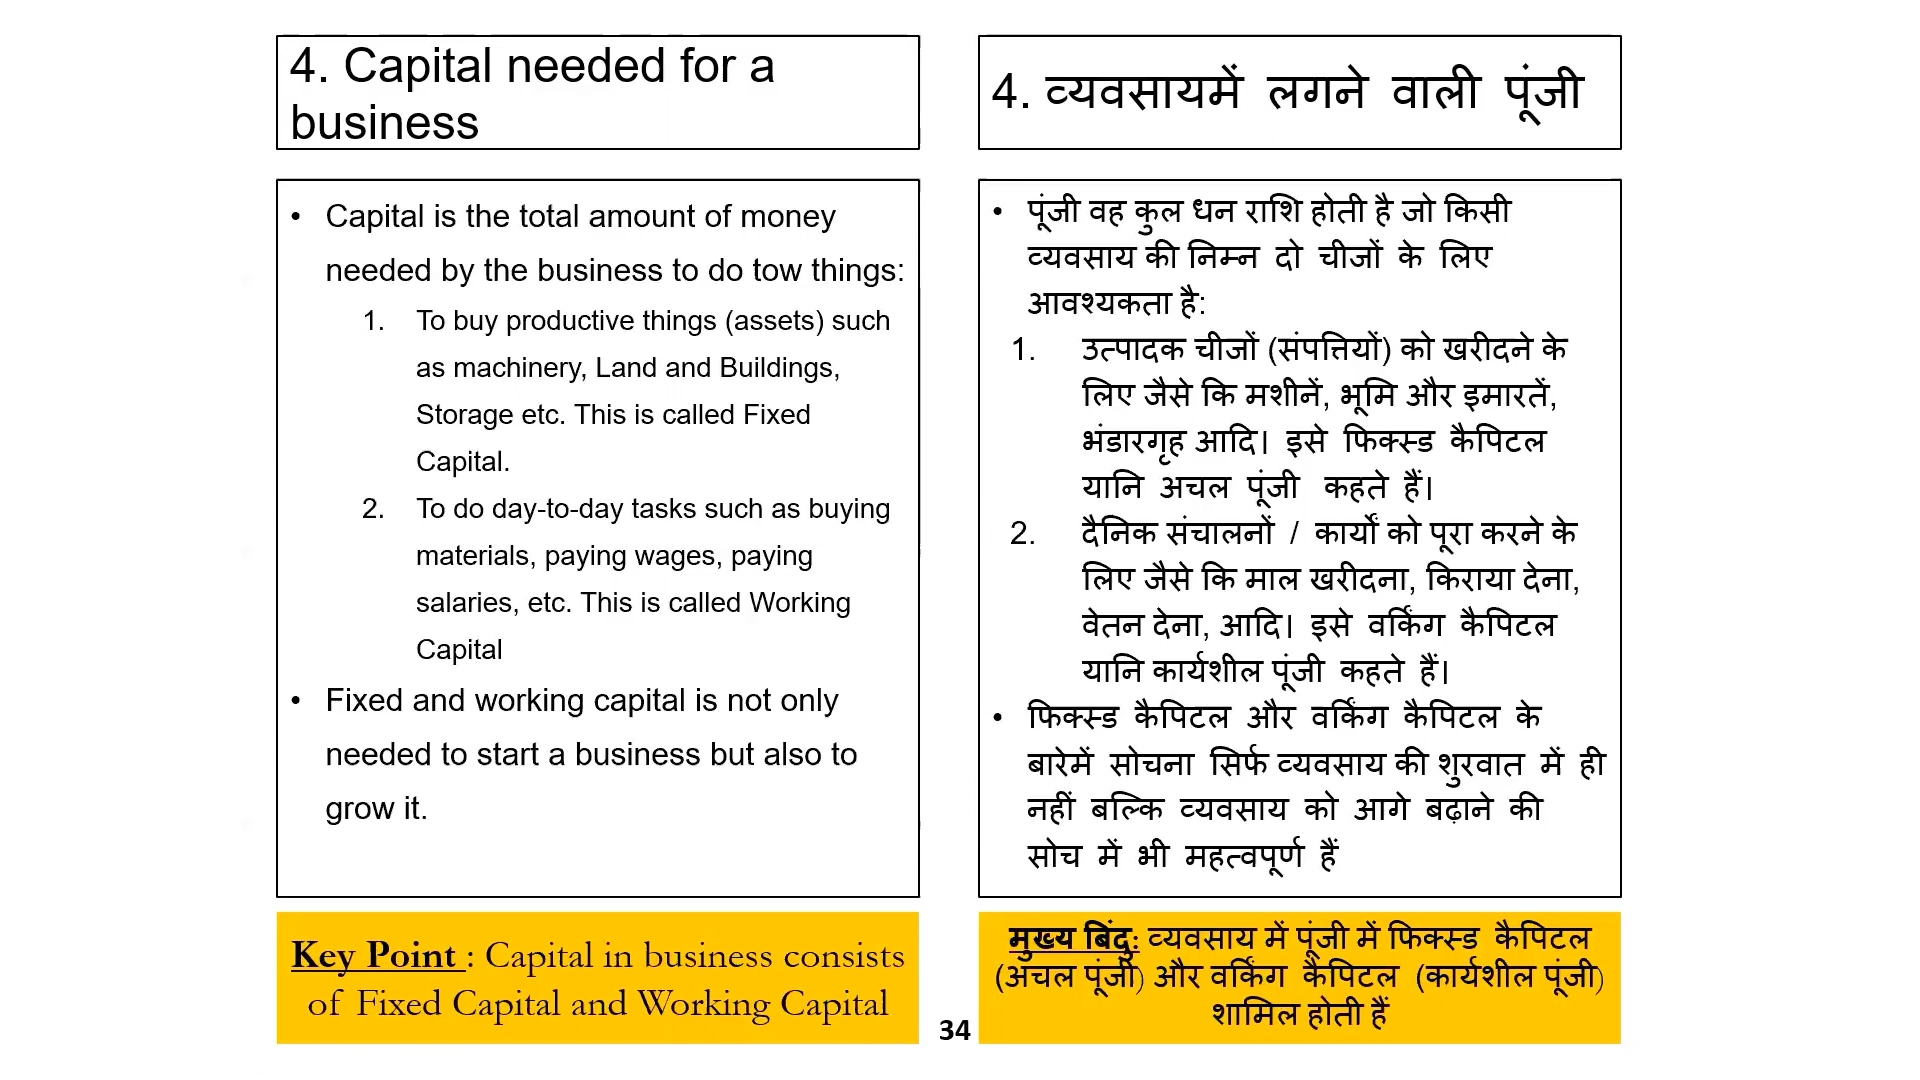 4. Capital needed for a
business
• Capital is the total amount of money
needed by the business to do tow things:
1. To buy productive things (assets) such
as machinery, Land and Buildings,
Storage etc. This is called Fixed
Capital.
2. To do day-to-day tasks such as buying
materials, paying wages, paying
salaries, etc. This is called Working
Capital
• Fixed and working capital is not only
needed to start a business but also to
grow it.
Key Point : Capital in business consists
of Fixed Capital and Working Capital
4. व्यवसायमें लगने वाली पूंजी
• पूंजी वह कुल धन राशि होती है जो किसी
व्यवसाय की निम्न दो चीजों के लिए
आवश्यकता है:
1. उत्पादक चीजों (संपत्तियों) को खरीदने के
लिए जैसे कि मशीनें, भूमि और इमारतें,
भंडारगृह आदि। इसे फिक्स्ड कैपिटल
यानि अचल पूंजी कहते हैं।
2. दैनिक संचालनों / कार्यों को पूरा करने के
लिए जैसे कि माल खरीदना, किराया देना,
वेतन देना, आदि। इसे वर्किंग कैपिटल
यानि कार्यशील पूंजी कहते हैं।
• फिक्स्ड कैपिटल और वर्किंग कैपिटल के
बारेमें सोचना सिर्फ व्यवसाय की शुरवात में ही
नहीं बल्कि व्यवसाय को आगे बढ़ाने की
सोच में भी महत्वपूर्ण हैं
मुख्य बिंदु: व्यवसाय में पूंजी में फिक्स्ड कैपिटल
(अचल पूंजी) और वर्किंग कैपिटल (कार्यशील पूंजी)
शामिल होती हैं
34